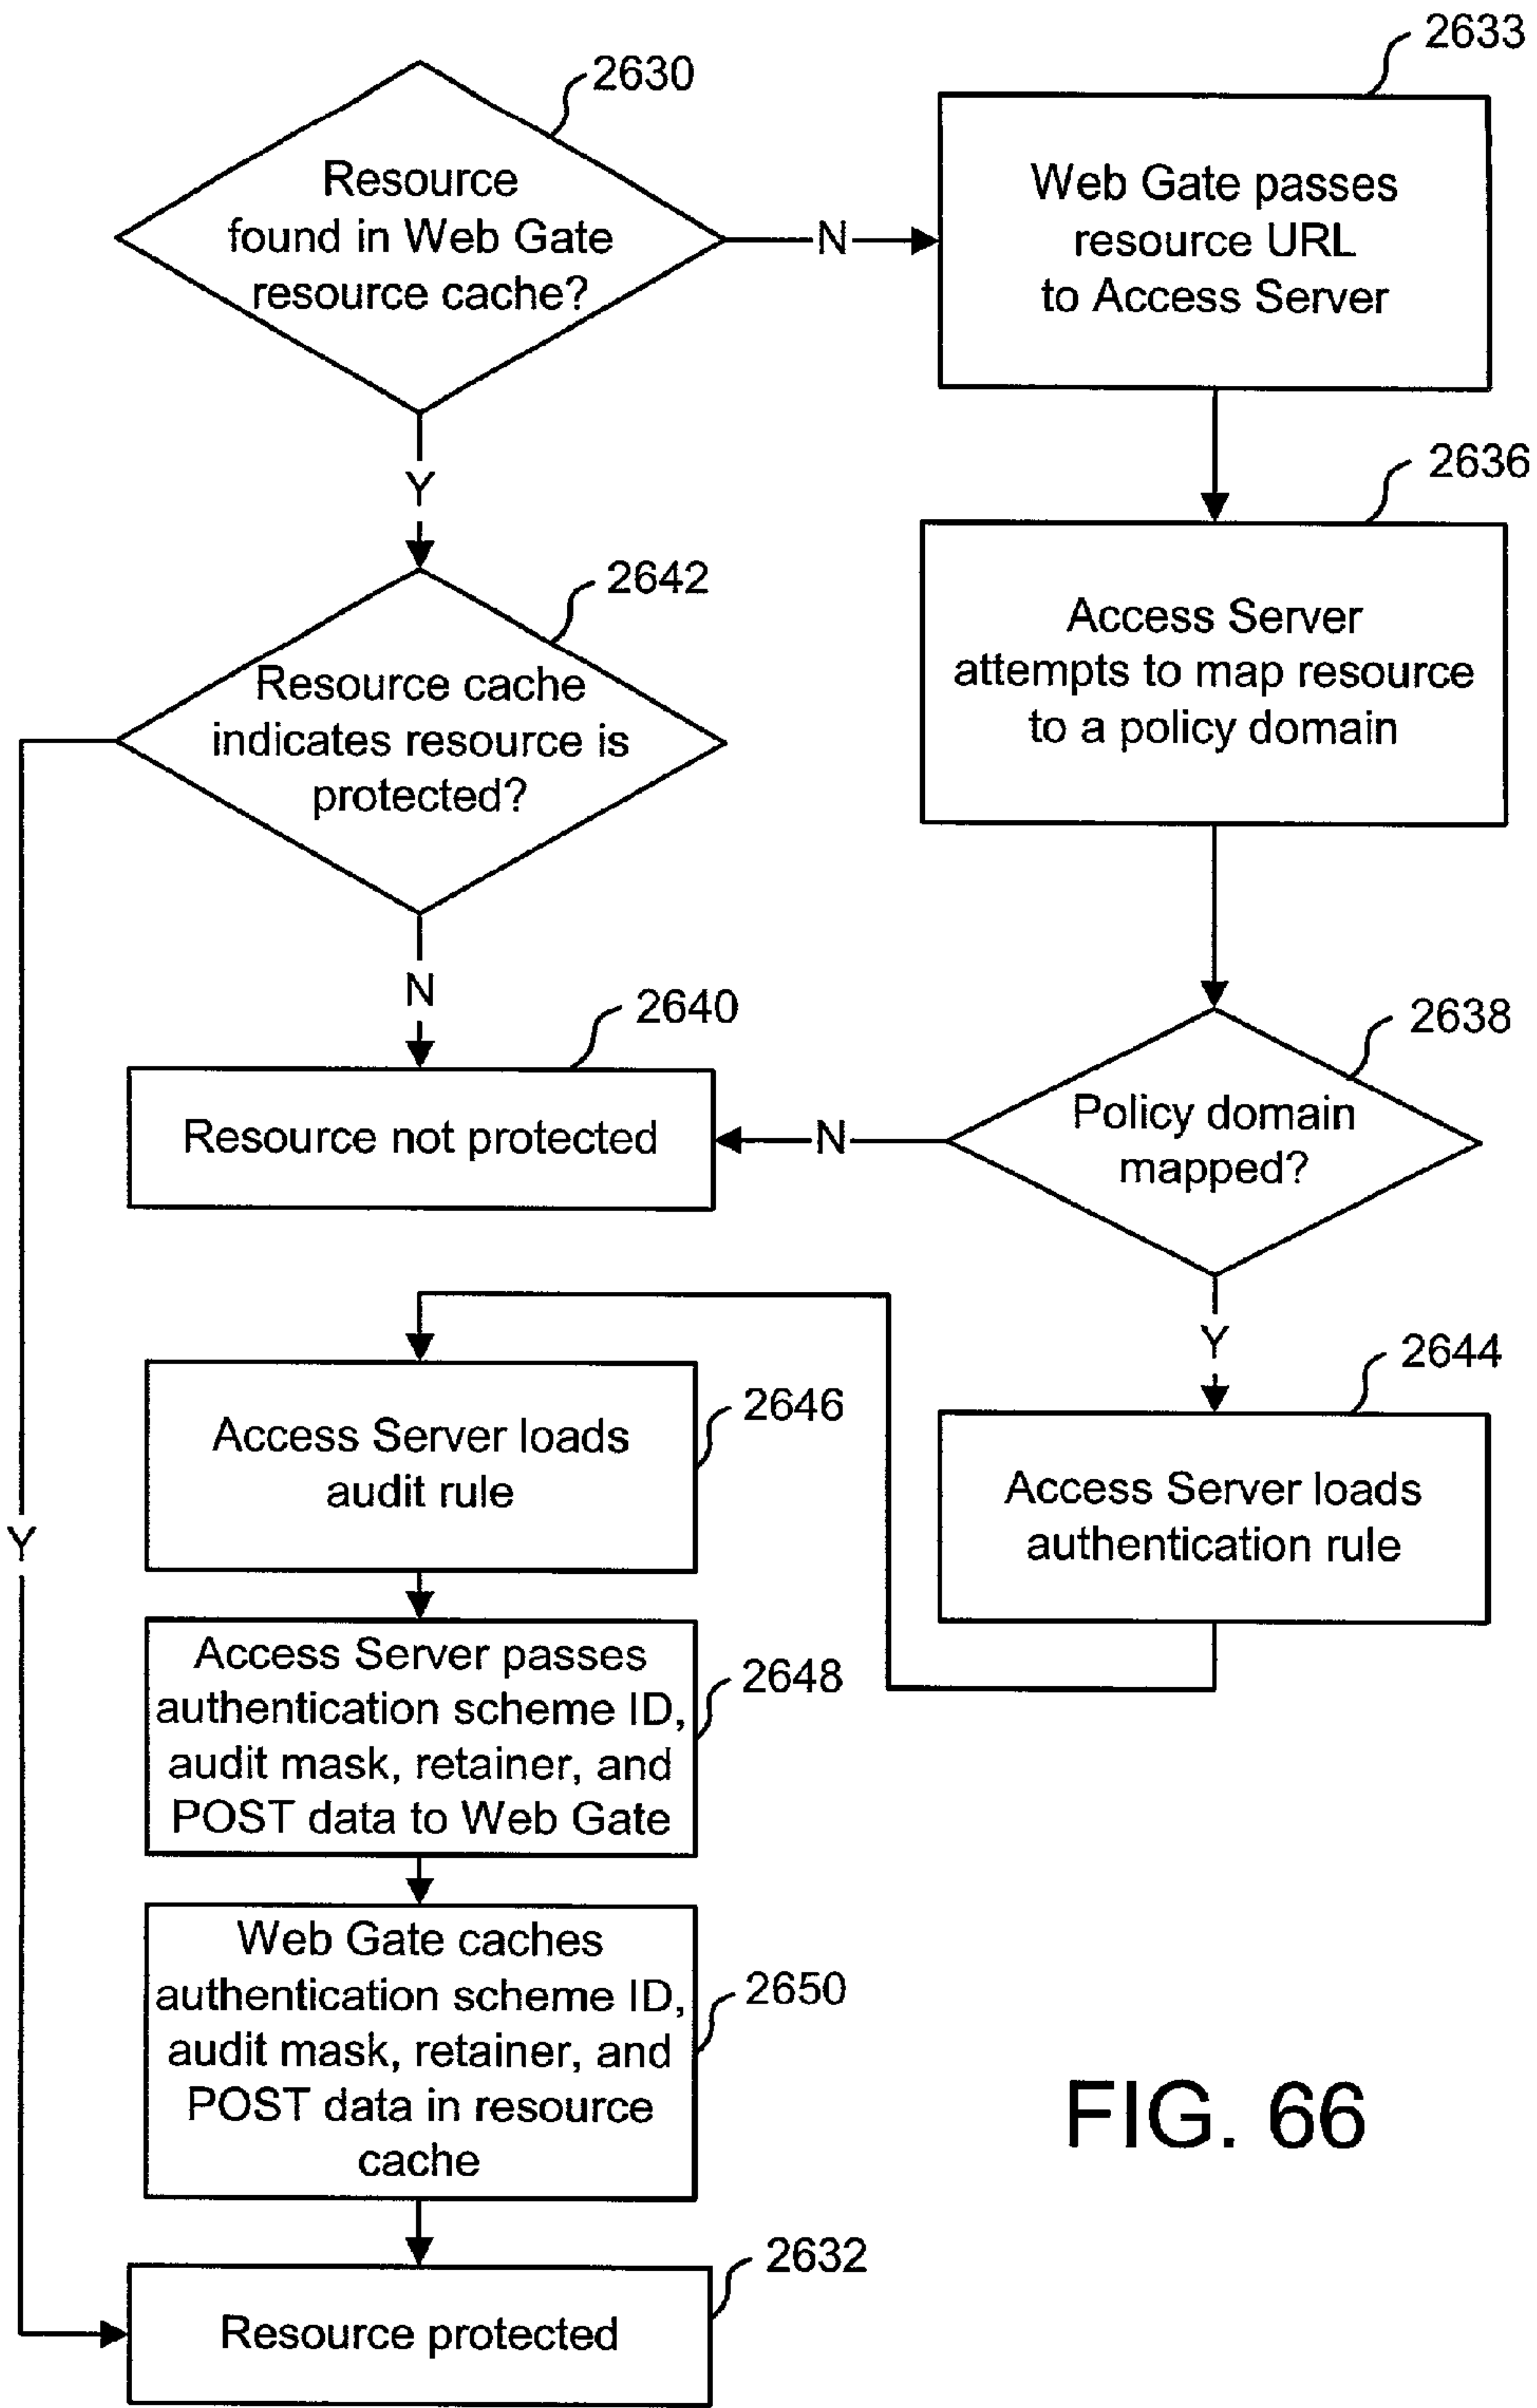 2630
Resource
found in Web Gate
resource cache?
N
2633
Web Gate passes
resource URL
to Access Server
Y
2636
Access Server
attempts to map resource
to a policy domain
2642
Resource cache
indicates resource is
protected?
N
2640
Resource not protected
2638
Policy domain
mapped?
N
Y
2644
Access Server loads
authentication rule
2646
Access Server loads
audit rule
Y
2648
Access Server passes
authentication scheme ID,
audit mask, retainer, and
POST data to Web Gate
2650
Web Gate caches
authentication scheme ID,
audit mask, retainer, and
POST data in resource
cache
2632
Resource protected
FIG. 66